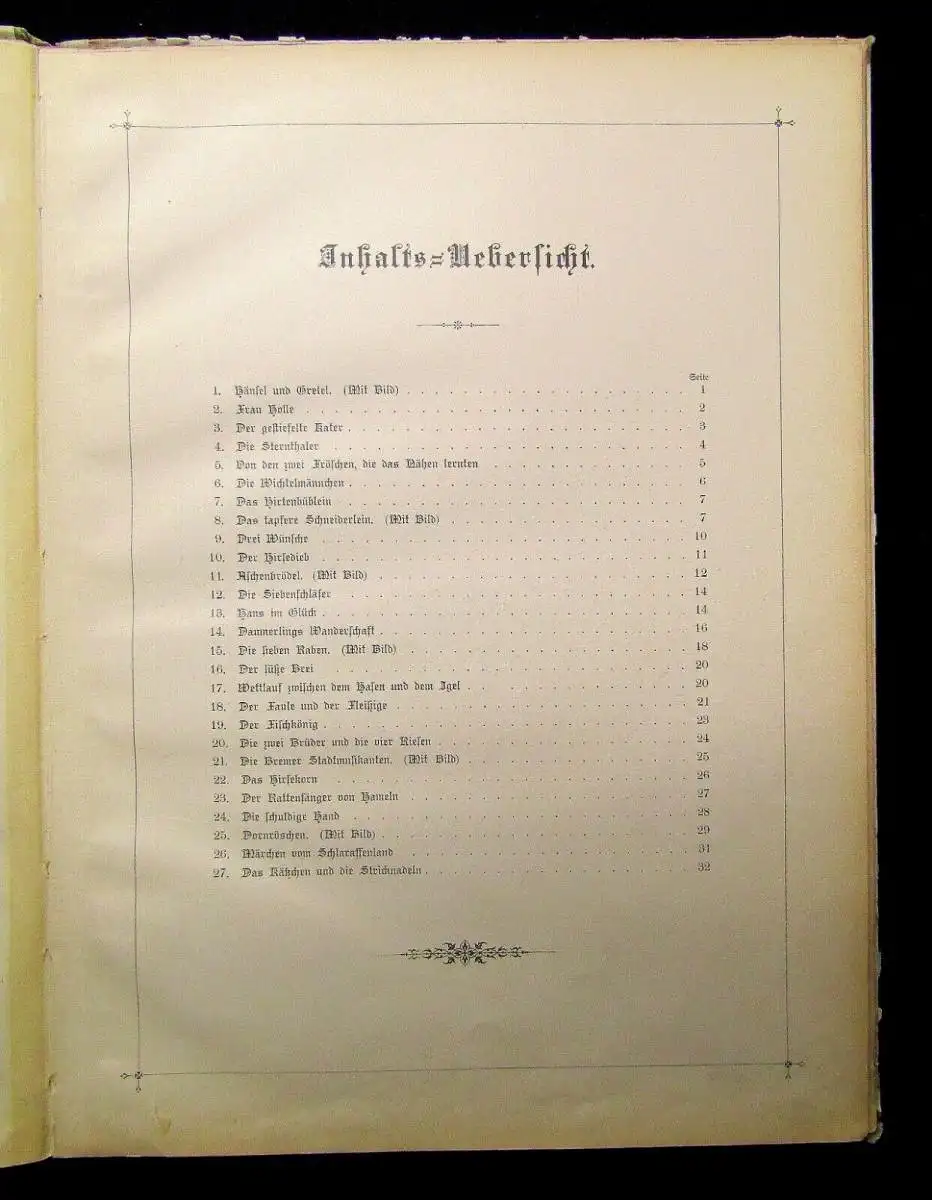 Inhalts=Uebersicht.
Seite
1. Hänsel und Gretel. (Mit Bild) . . . . . . . . . . . . . . . . . . 1
2. Frau Holle . . . . . . . . . . . . . . . . . . . . . . . . 2
3. Der gestiefelte Kater . . . . . . . . . . . . . . . . . . . . . 3
4. Die Sternthaler . . . . . . . . . . . . . . . . . . . . . . 4
5. Von den zwei Fröschen, die das Nähen lernten . . . . . . . . . . . . 5
6. Die Wichtelmännchen . . . . . . . . . . . . . . . . . . . . . 6
7. Das Hirtenbüblein . . . . . . . . . . . . . . . . . . . . . . 7
8. Das tapfere Schneiderlein. (Mit Bild) . . . . . . . . . . . . . . . 7
9. Drei Wünsche . . . . . . . . . . . . . . . . . . . . . . . 10
10. Der Hirsedieb . . . . . . . . . . . . . . . . . . . . . . . 11
11. Aschenbrödel. (Mit Bild) . . . . . . . . . . . . . . . . . . . 12
12. Die Siebenschläfer . . . . . . . . . . . . . . . . . . . . . 14
13. Hans im Glück . . . . . . . . . . . . . . . . . . . . . . . 14
14. Daumerlings Wanderschaft . . . . . . . . . . . . . . . . . . . 16
15. Die sieben Raben. (Mit Bild) . . . . . . . . . . . . . . . . . 18
16. Der süße Brei . . . . . . . . . . . . . . . . . . . . . . 20
17. Wettlauf zwischen dem Hasen und dem Igel . . . . . . . . . . . . . 20
18. Der Faule und der Fleißige . . . . . . . . . . . . . . . . . . 21
19. Der Fischkönig . . . . . . . . . . . . . . . . . . . . . . 23
20. Die zwei Brüder und die vier Riesen . . . . . . . . . . . . . . . 24
21. Die Bremer Stadtmusikanten. (Mit Bild) . . . . . . . . . . . . . . 25
22. Das Hirsekorn . . . . . . . . . . . . . . . . . . . . . . 26
23. Der Rattenfänger von Hameln . . . . . . . . . . . . . . . . . . 27
24. Die schuldige Hand . . . . . . . . . . . . . . . . . . . . . 28
25. Dornröschen. (Mit Bild) . . . . . . . . . . . . . . . . . . . 29
26. Märchen vom Schlaraffenland . . . . . . . . . . . . . . . . . . 31
27. Das Kätzchen und die Stricknadeln . . . . . . . . . . . . . . . . 32